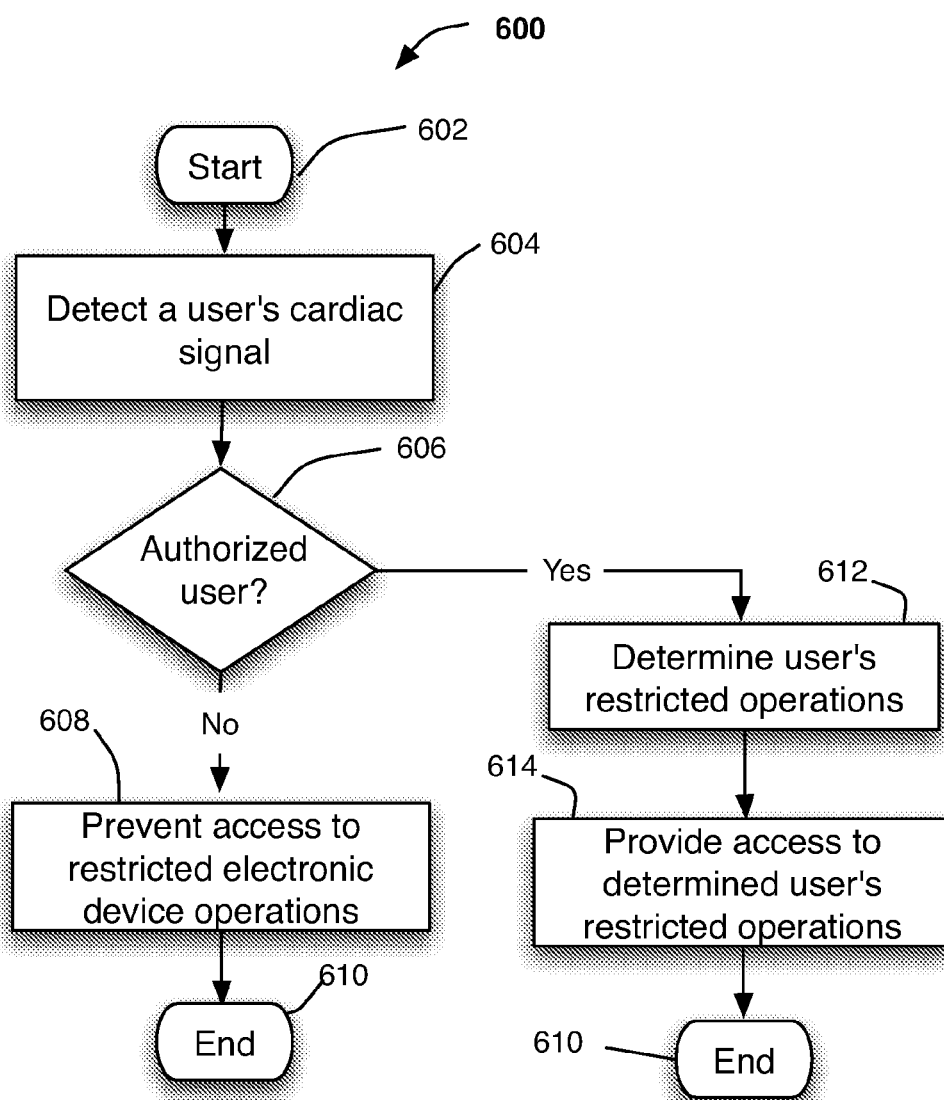 600
602
Start
604
Detect a user's cardiac
signal
606
Authorized
user?
Yes
612
Determine user's
restricted operations
No
608
Prevent access to
restricted electronic
device operations
614
Provide access to
determined user's
restricted operations
610
End
610
End